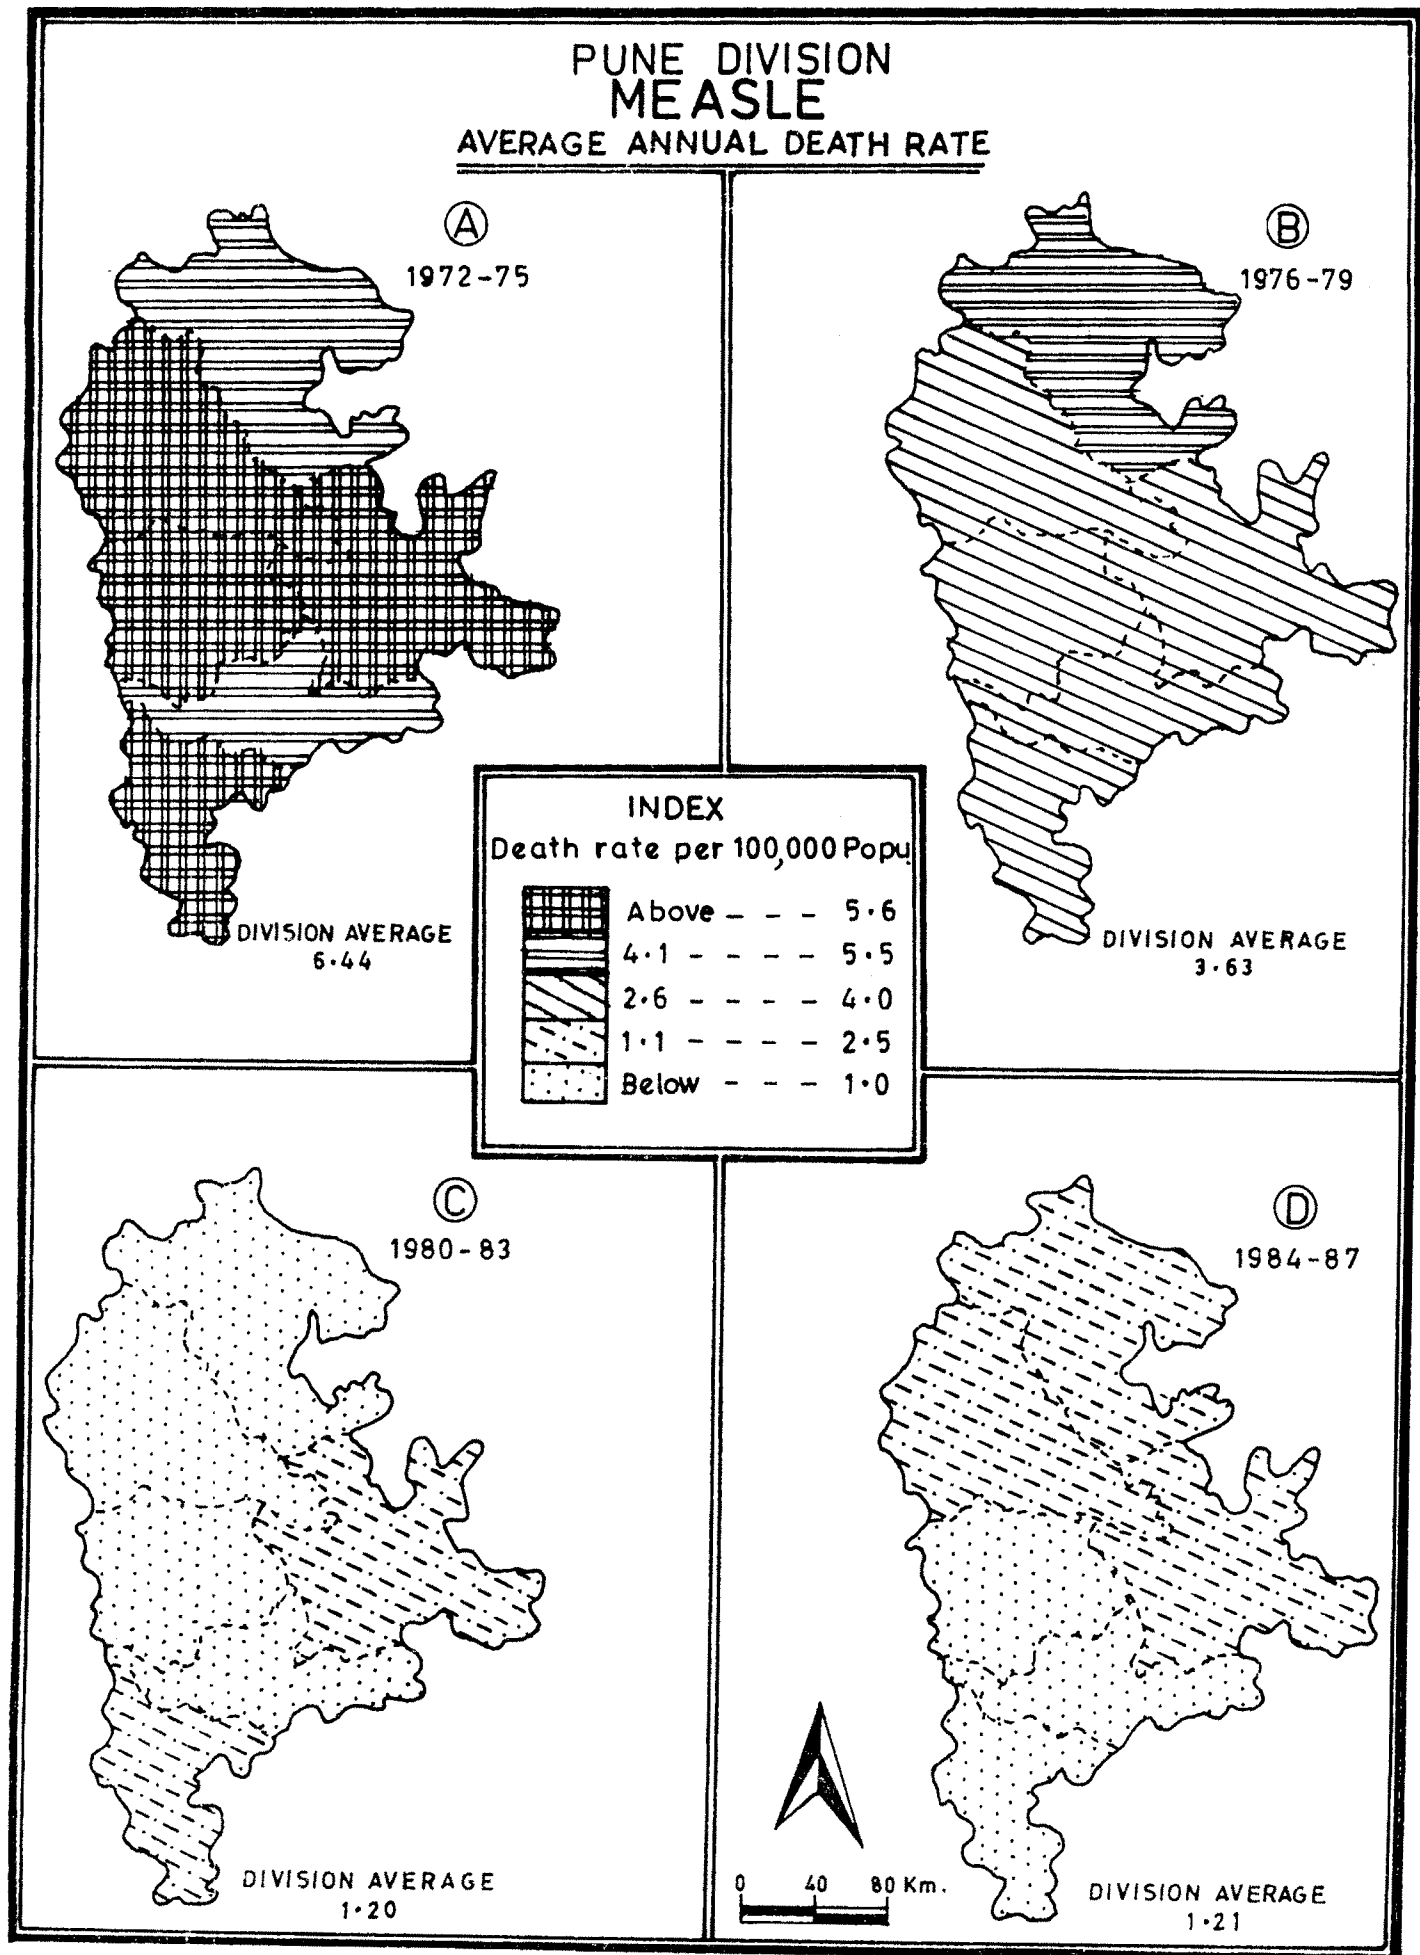 PUNE DIVISION
MEASLE
AVERAGE ANNUAL DEATH RATE
A
1972-75
B
1976-79
DIVISION AVERAGE
6.44
DIVISION AVERAGE
3.63
INDEX
Death rate per 100,000 Popu
Above - - - 5.6
4.1 - - - - 5.5
2.6 - - - - 4.0
1.1 - - - - 2.5
Below - - - 1.0
C
1980-83
D
1984-87
DIVISION AVERAGE
1.20
0 40 80 Km.
DIVISION AVERAGE
1.21